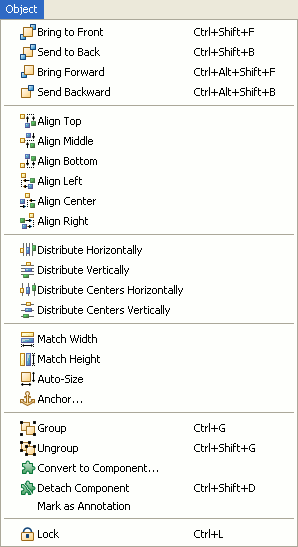 Object
Bring to Front Ctrl+Shift+F
Send to Back Ctrl+Shift+B
Bring Forward Ctrl+Alt+Shift+F
Send Backward Ctrl+Alt+Shift+B
Align Top
Align Middle
Align Bottom
Align Left
Align Center
Align Right
Distribute Horizontally
Distribute Vertically
Distribute Centers Horizontally
Distribute Centers Vertically
Match Width
Match Height
Auto-Size
Anchor...
Group Ctrl+G
Ungroup Ctrl+Shift+G
Convert to Component...
Detach Component Ctrl+Shift+D
Mark as Annotation
Lock Ctrl+L